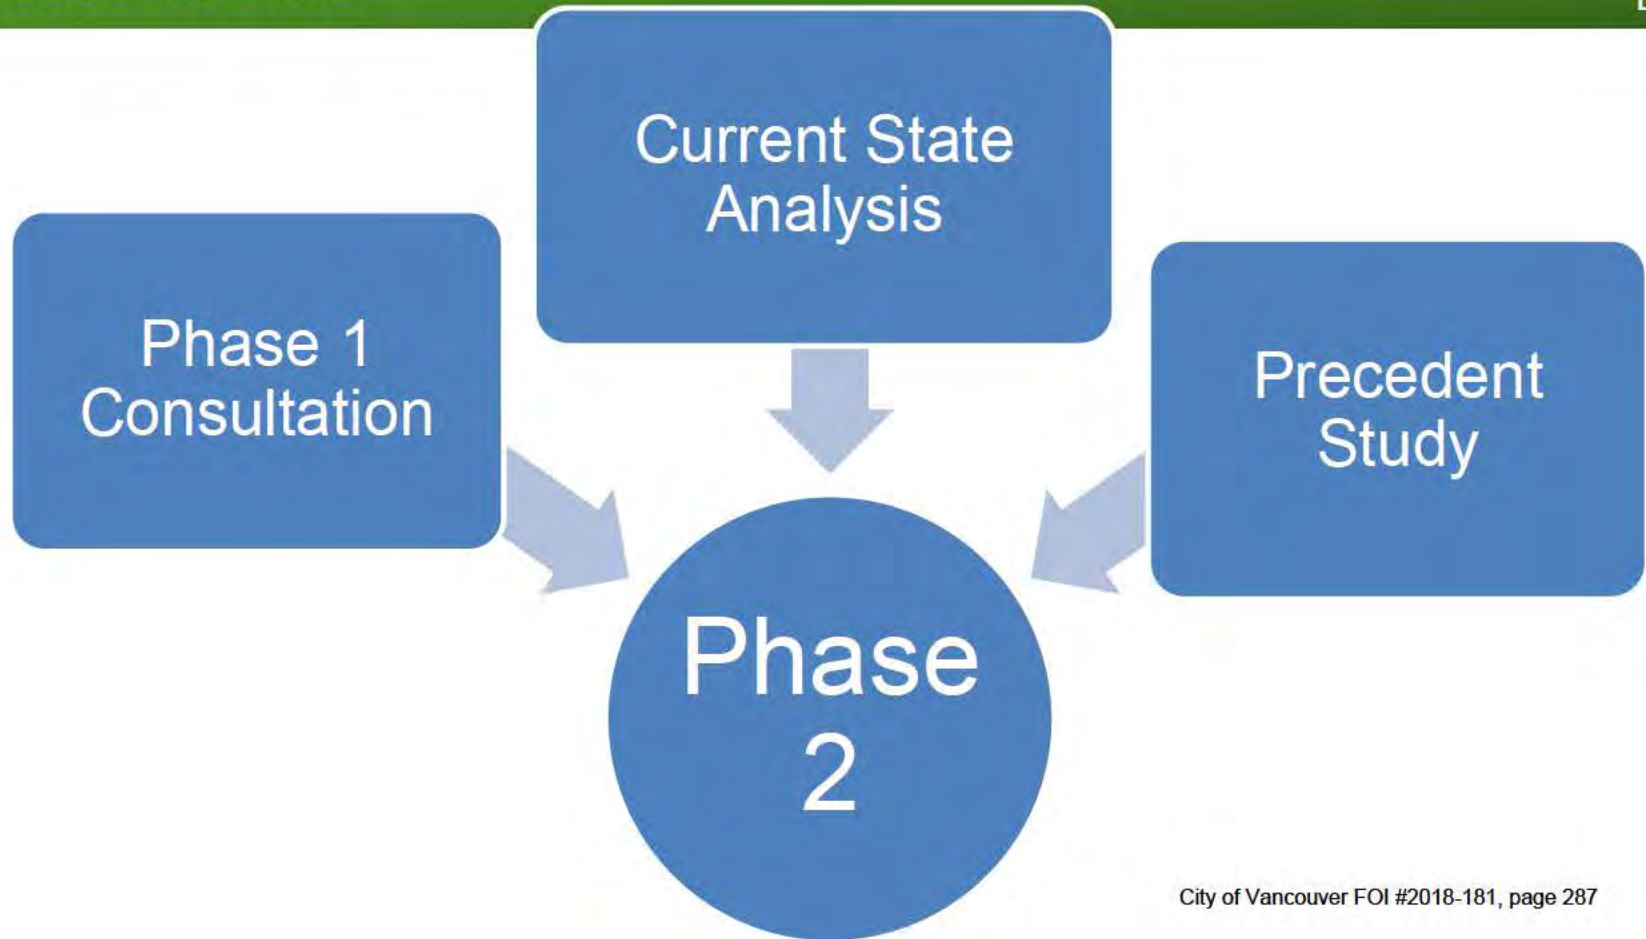 Current State
Analysis
Phase 1
Consultation
Precedent
Study
Phase
2
City of Vancouver FOI #2018-181, page 287